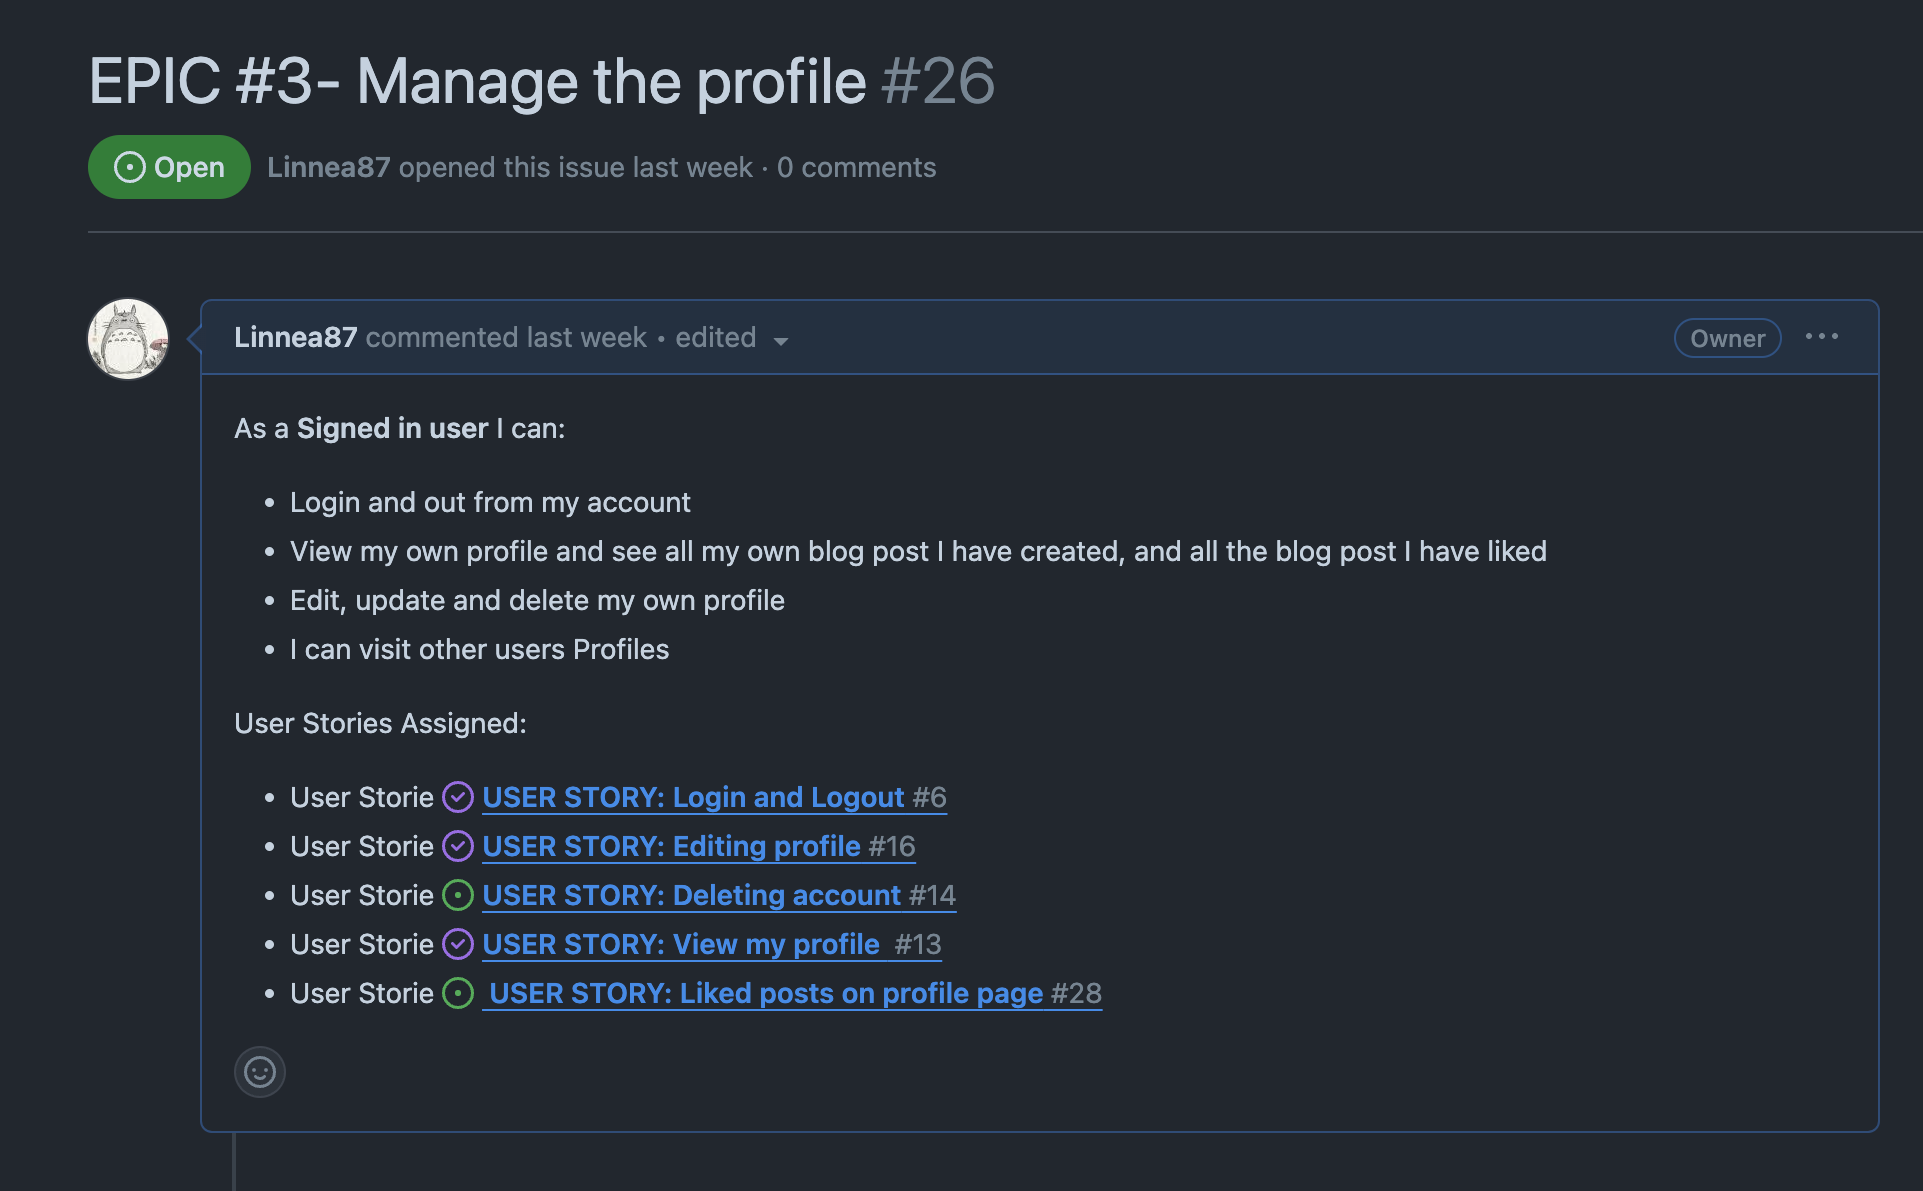 EPIC #3- Manage the profile #26
Open Linnea87 opened this issue last week · 0 comments
Linnea87 commented last week • edited
Owner
As a Signed in user I can:
• Login and out from my account
• View my own profile and see all my own blog post I have created, and all the blog post I have liked
• Edit, update and delete my own profile
• I can visit other users Profiles
User Stories Assigned:
• User Storie USER STORY: Login and Logout #6
• User Storie USER STORY: Editing profile #16
• User Storie USER STORY: Deleting account #14
• User Storie USER STORY: View my profile #13
• User Storie USER STORY: Liked posts on profile page #28